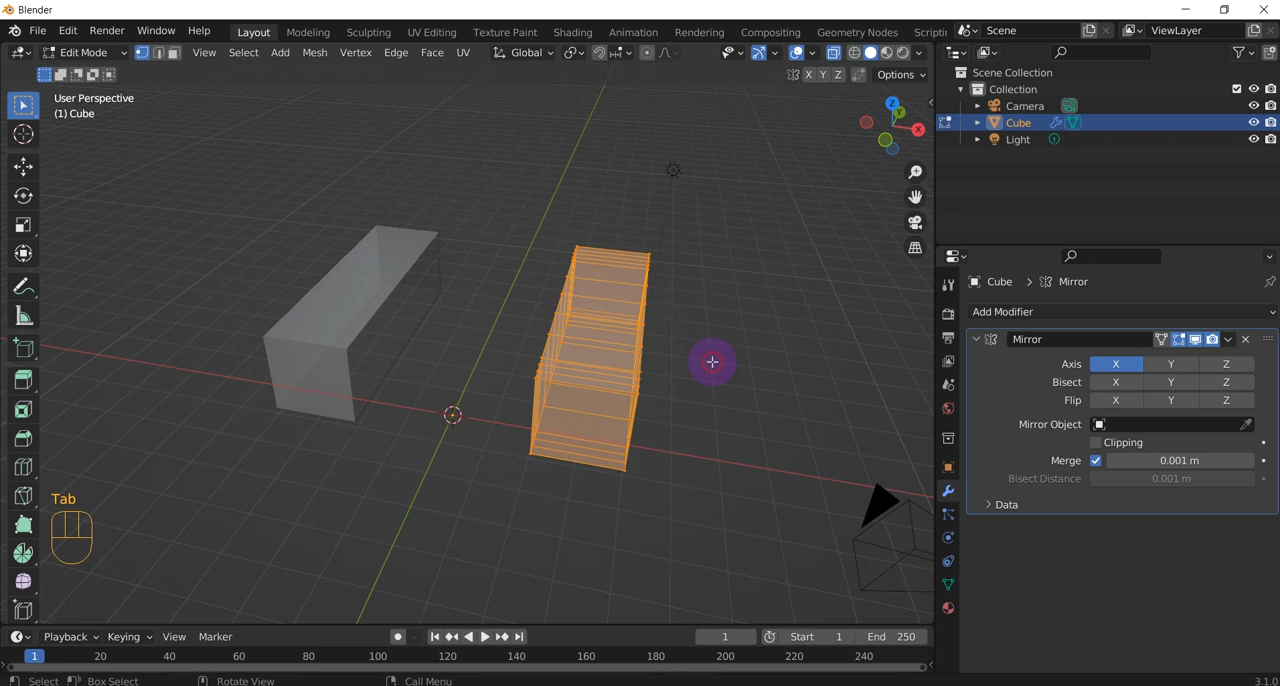 Blender
File Edit Render Window Help Layout Modeling Sculpting UV Editing Texture Paint Shading Animation Rendering Compositing Geometry Nodes Scriptin Scene ViewLayer
Edit Mode View Select Add Mesh Vertex Edge Face UV Global
X Y Z Options
User Perspective
(1) Cube
Z
Y
X
Tab
Scene Collection
Collection
Camera
Cube
Light
Cube > Mirror
Add Modifier
Mirror
Axis X Y Z
Bisect X Y Z
Flip X Y Z
Mirror Object
Clipping
Merge 0.001 m
Bisect Distance 0.001 m
Data
Playback Keying View Marker 1 Start 1 End 250
1 20 40 60 80 100 120 140 160 180 200 220 240
Select Box Select Rotate View Call Menu 3.1.0